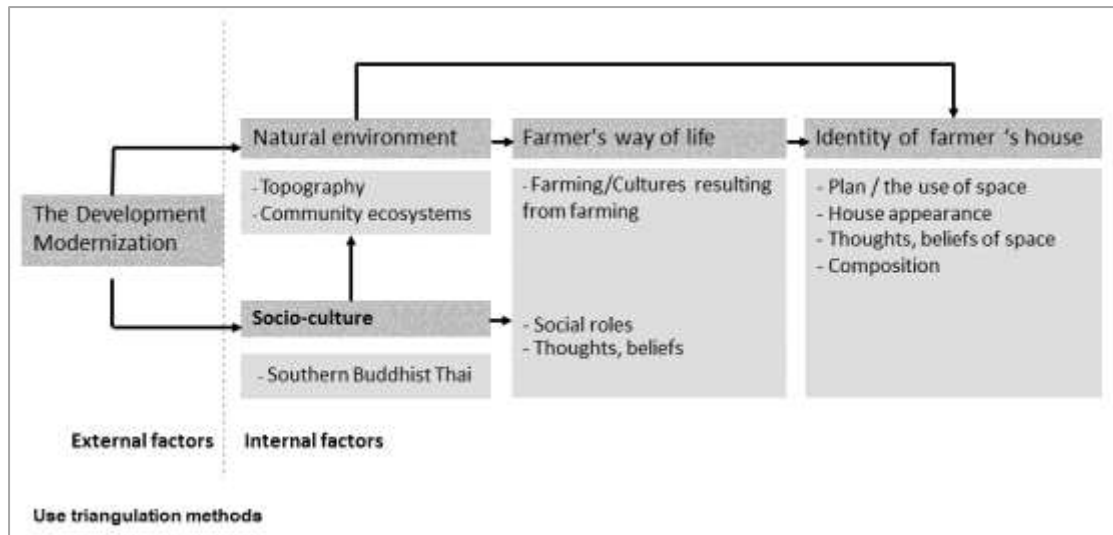 Natural environment
Farmer's way of life
Identity of farmer 's house
- Topography
- Community ecosystems
- Farming/Cultures resulting
from farming
- Plan / the use of space
- House appearance
- Thoughts, beliefs of space
- Composition
The Development
Modernization
Socio-culture
- Social roles
- Thoughts, beliefs
- Southern Buddhist Thai
External factors
Internal factors
Use triangulation methods